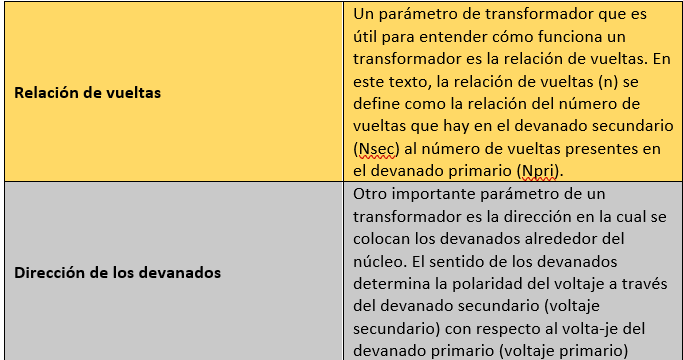 Relación de vueltas
Un parámetro de transformador que es
útil para entender cómo funciona un
transformador es la relación de vueltas. En
este texto, la relación de vueltas (n) se
define como la relación del número de
vueltas que hay en el devanado secundario
(Nsec) al número de vueltas presentes en
el devanado primario (Npri).
Dirección de los devanados
Otro importante parámetro de un
transformador es la dirección en la cual se
colocan los devanados alrededor del
núcleo. El sentido de los devanados
determina la polaridad del voltaje a través
del devanado secundario (voltaje
secundario) con respecto al volta-je del
devanado primario (voltaje primario)